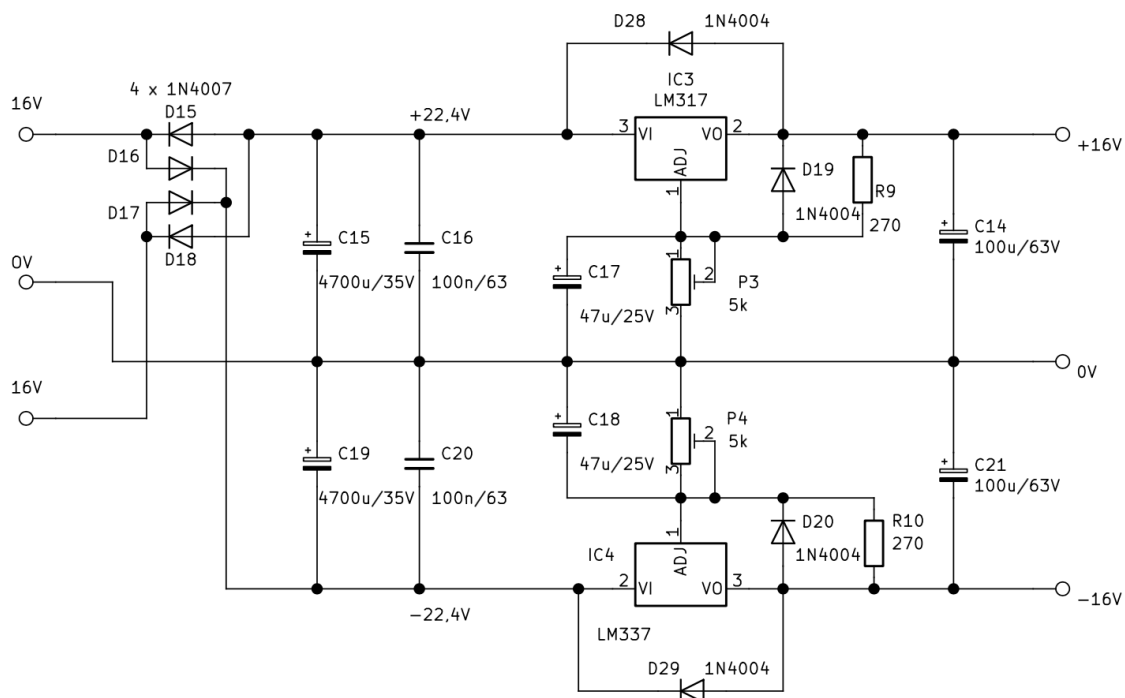 D28 1N4004
IC3
LM317
4 x 1N4007
16V
D15
+22,4V
3 VI VO 2
ADJ
1
+16V
D16
D19
1N4004
R9
270
D17
D18
C15
4700u/35V
C16
100n/63
C17
47u/25V
1
2
3
P3
5k
C14
100u/63V
0V
0V
16V
C18
47u/25V
1
2
3
P4
5k
C19
4700u/35V
C20
100n/63
C21
100u/63V
D20
1N4004
R10
270
IC4
1
ADJ
2 VI VO 3
-22,4V
-16V
LM337
D29 1N4004